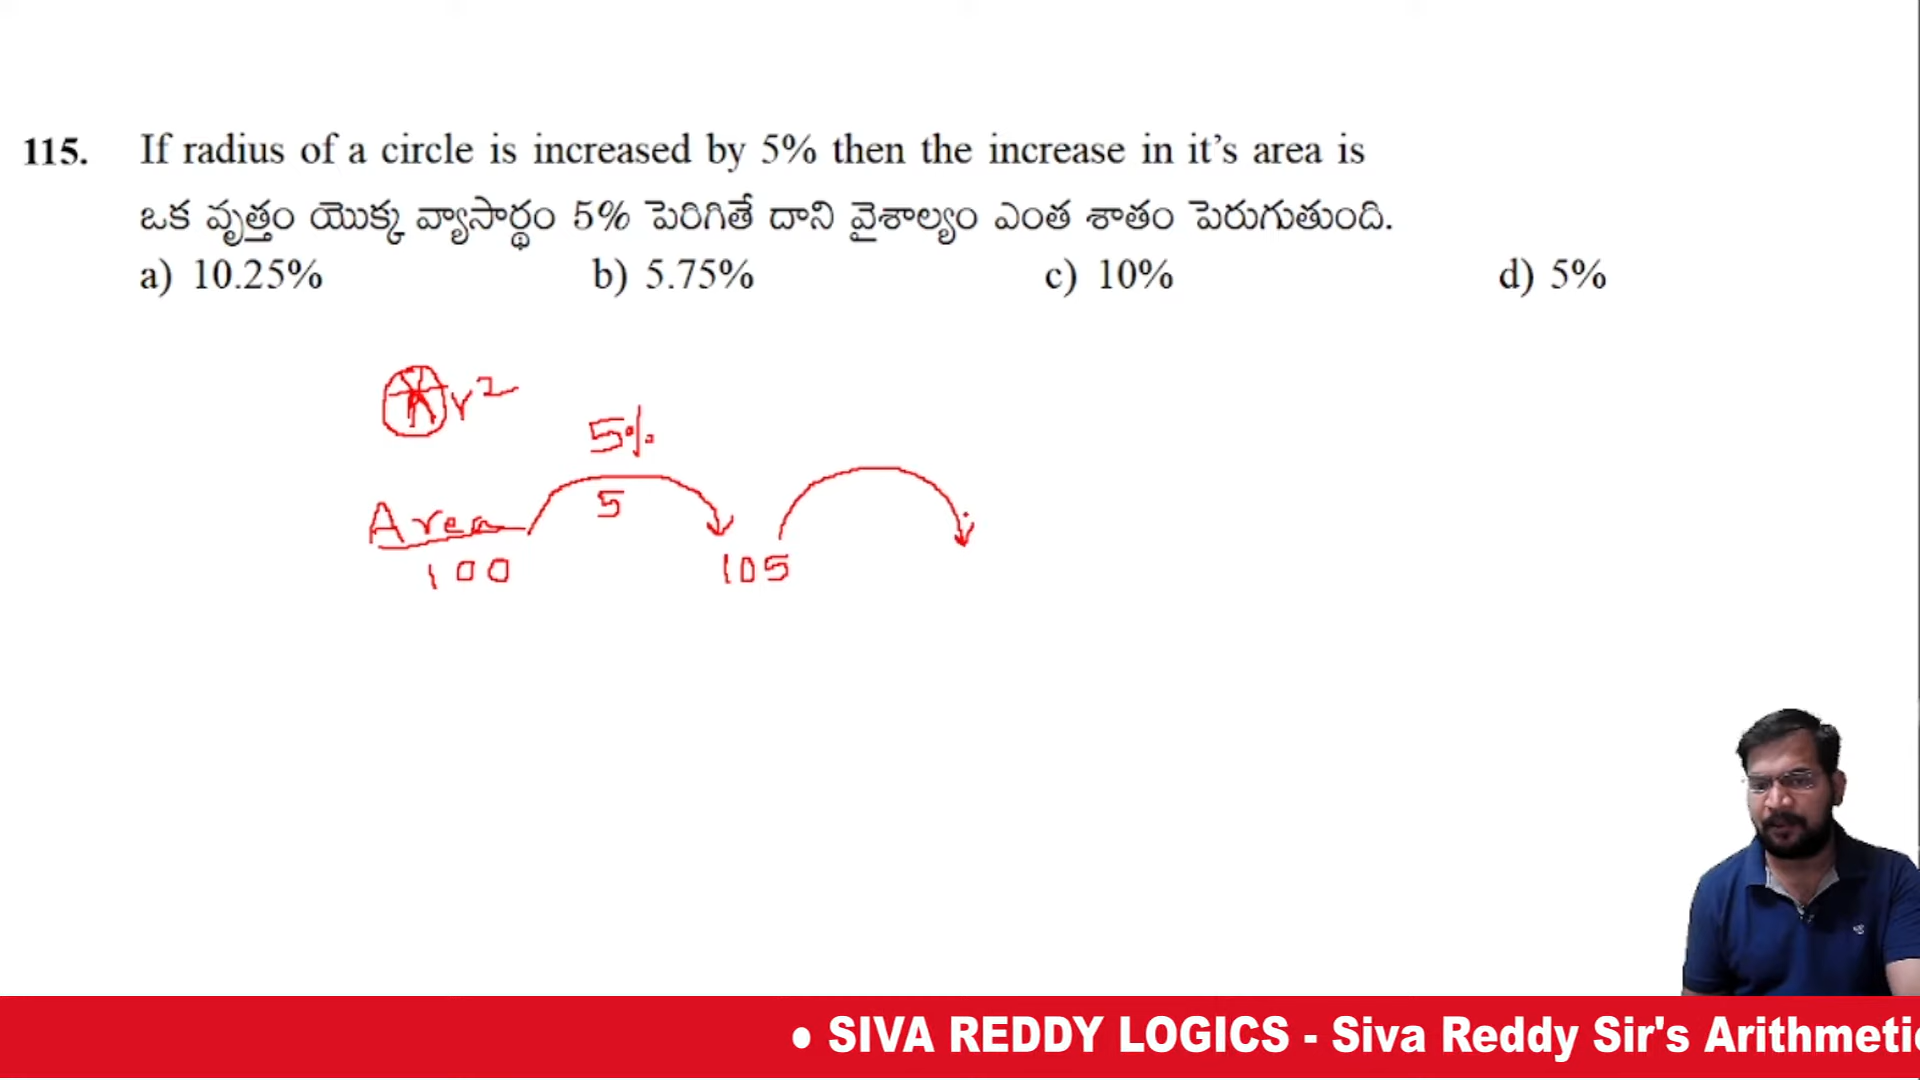 115. If radius of a circle is increased by 5% then the increase in it's area is
ఒక వృత్తం యొక్క వ్యాసార్థం 5% పెరిగితే దాని వైశాల్యం ఎంత శాతం పెరుగుతుంది.
a) 10.25% b) 5.75% c) 10% d) 5%
r²
5%
5
Area
100 105
• SIVA REDDY LOGICS - Siva Reddy Sir's Arithmetic